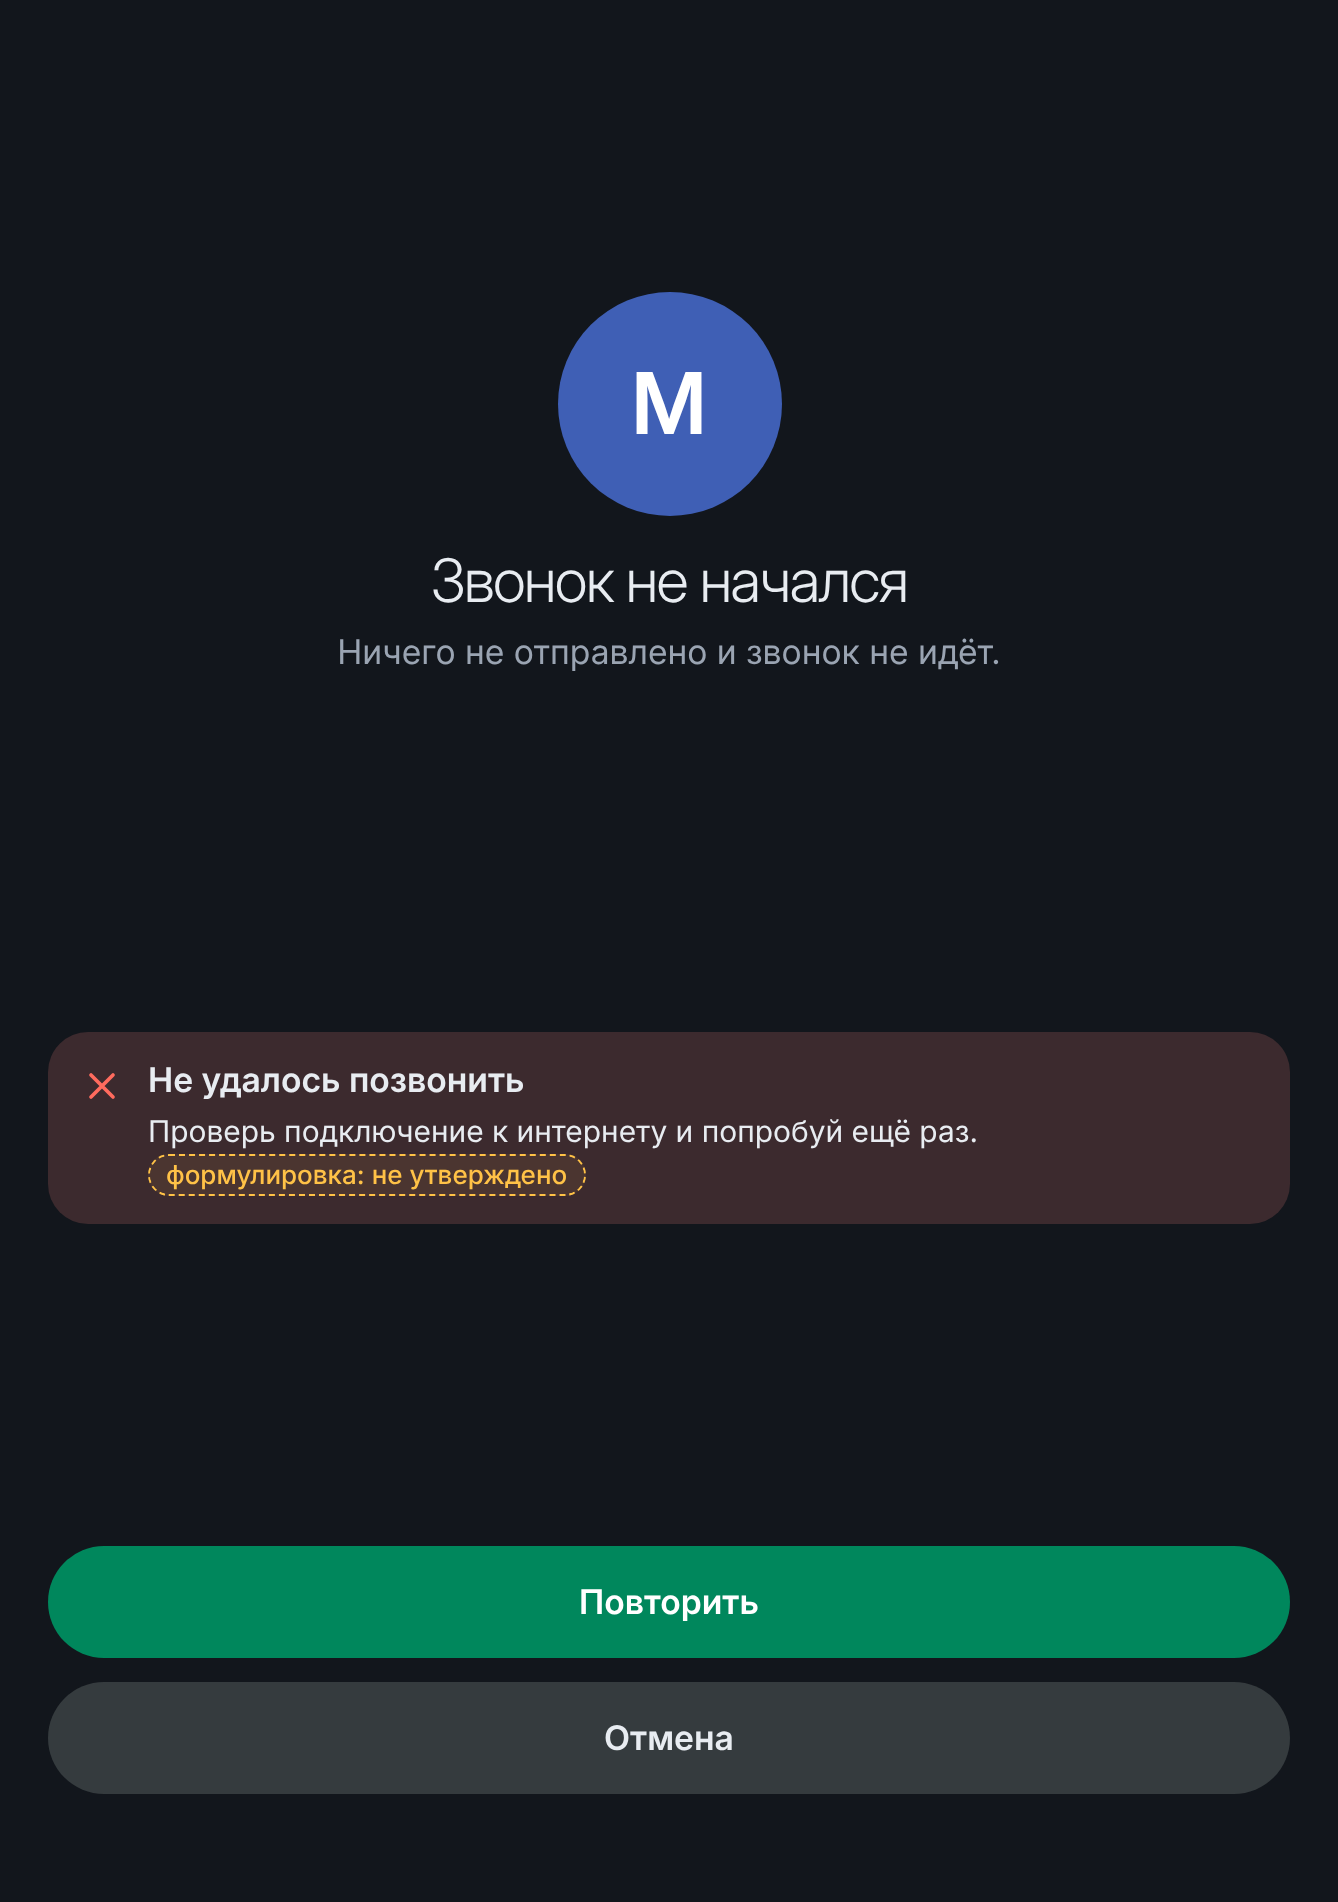 М
Звонок не начался
Ничего не отправлено и звонок не идёт.
Не удалось позвонить
Проверь подключение к интернету и попробуй ещё раз.
формулировка: не утверждено
Повторить
Отмена